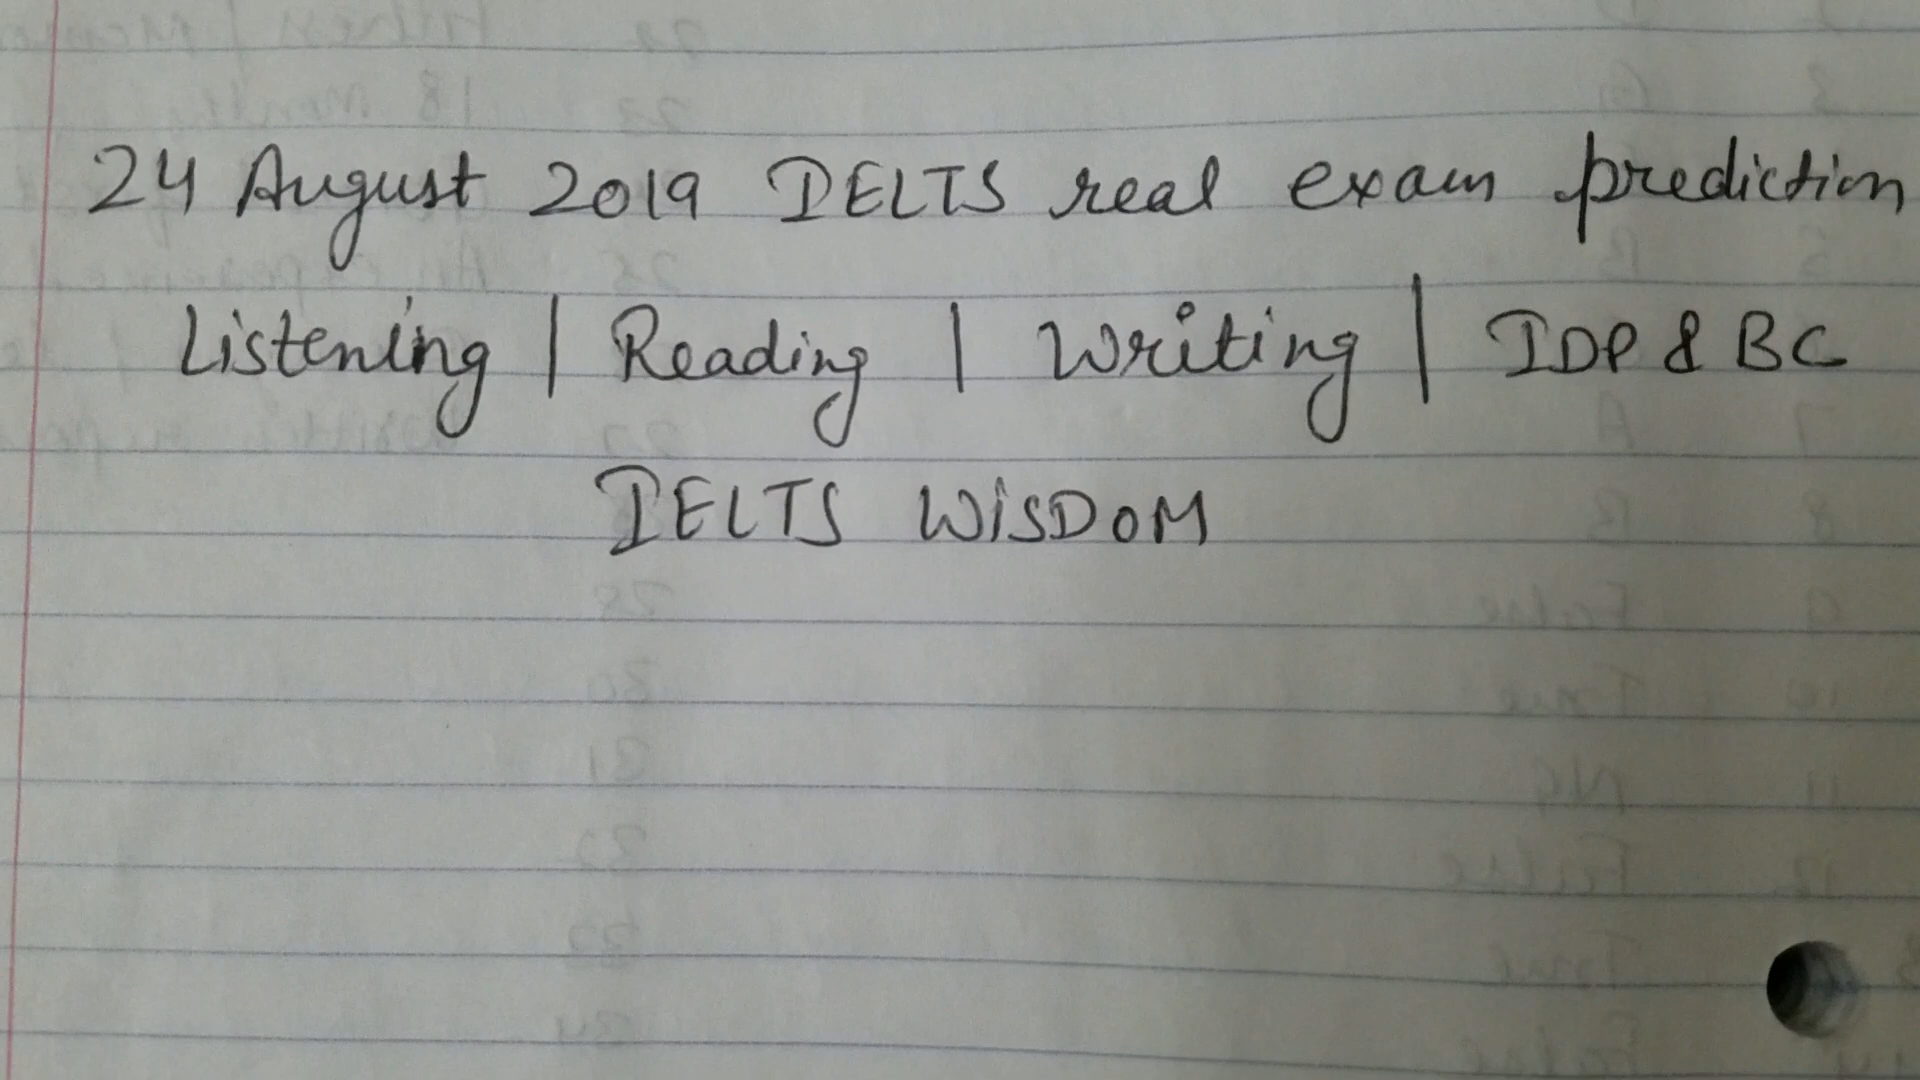 24 August 2019 IELTS real exam prediction
Listening | Reading | Writing | IDP & BC
IELTS WISDOM